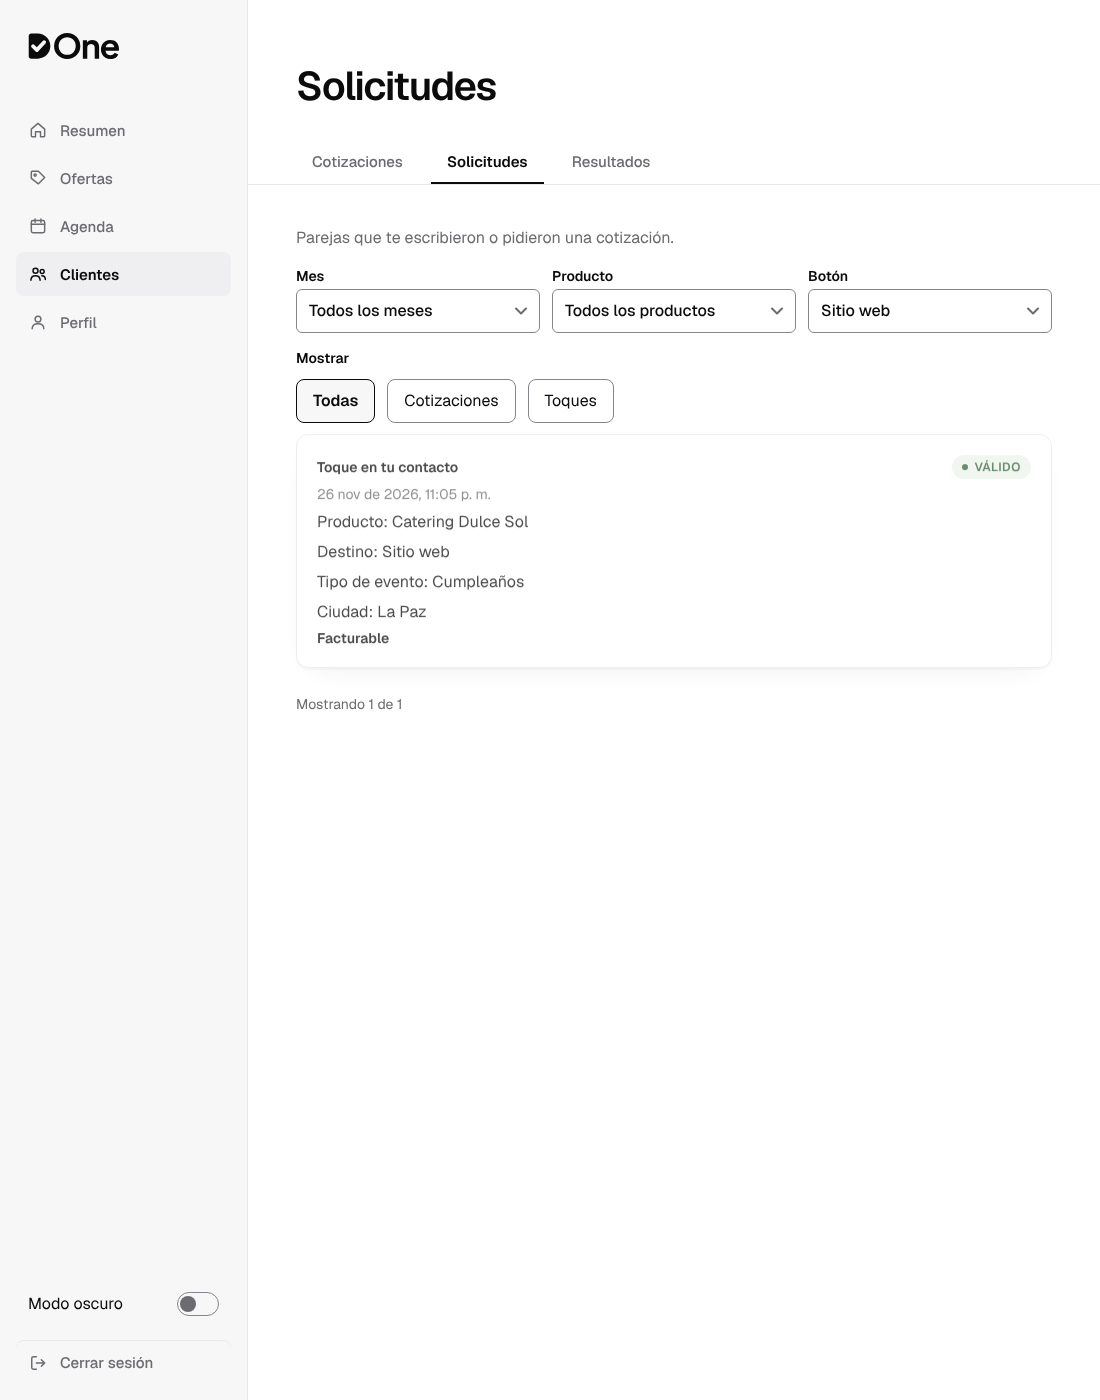 One
Resumen
Ofertas
Agenda
Clientes
Perfil
Modo oscuro
Cerrar sesión
Solicitudes
Cotizaciones
Solicitudes
Resultados
Parejas que te escribieron o pidieron una cotización.
Mes
Producto
Botón
Todos los meses
Todos los productos
Sitio web
Mostrar
Todas
Cotizaciones
Toques
Toque en tu contacto
VÁLIDO
26 nov de 2026, 11:05 p. m.
Producto: Catering Dulce Sol
Destino: Sitio web
Tipo de evento: Cumpleaños
Ciudad: La Paz
Facturable
Mostrando 1 de 1